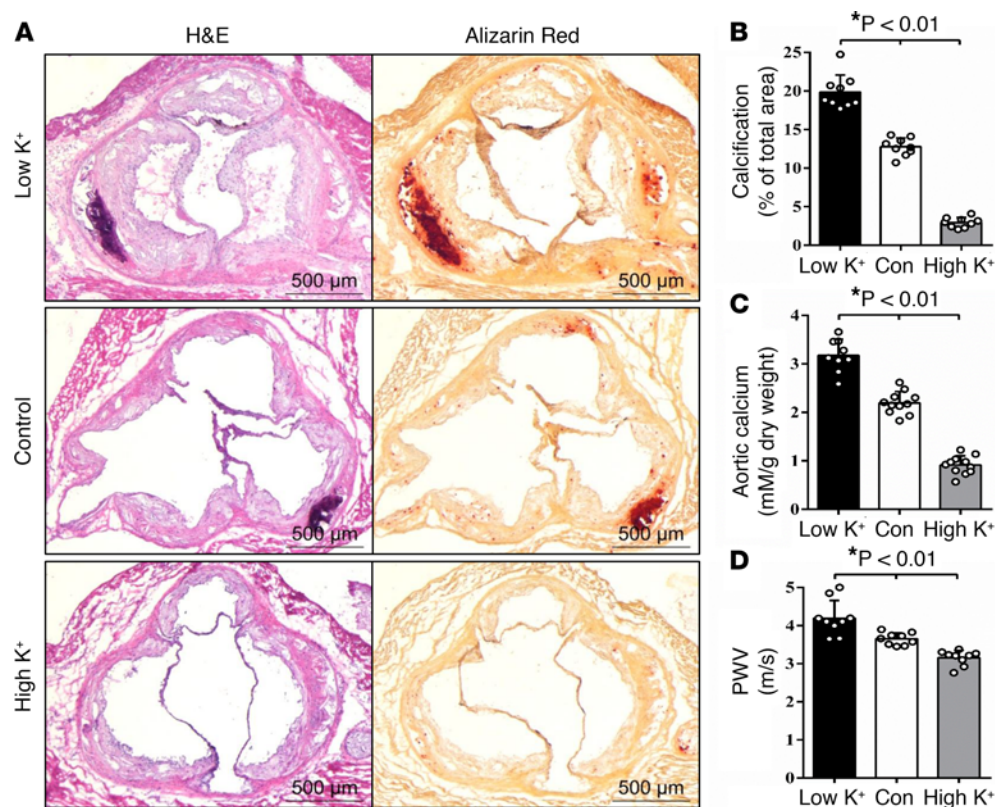 A
H&E
Alizarin Red
Low K⁺
500 μm
500 μm
Control
500 μm
500 μm
High K⁺
500 μm
500 μm
B
*P < 0.01
Calcification
(% of total area)
25
20
15
10
5
0
Low K⁺ Con High K⁺
C
*P < 0.01
Aortic calcium
(mM/g dry weight)
4
3
2
1
0
Low K⁺ Con High K⁺
D
*P < 0.01
PWV
(m/s)
5
4
3
2
1
0
Low K⁺ Con High K⁺